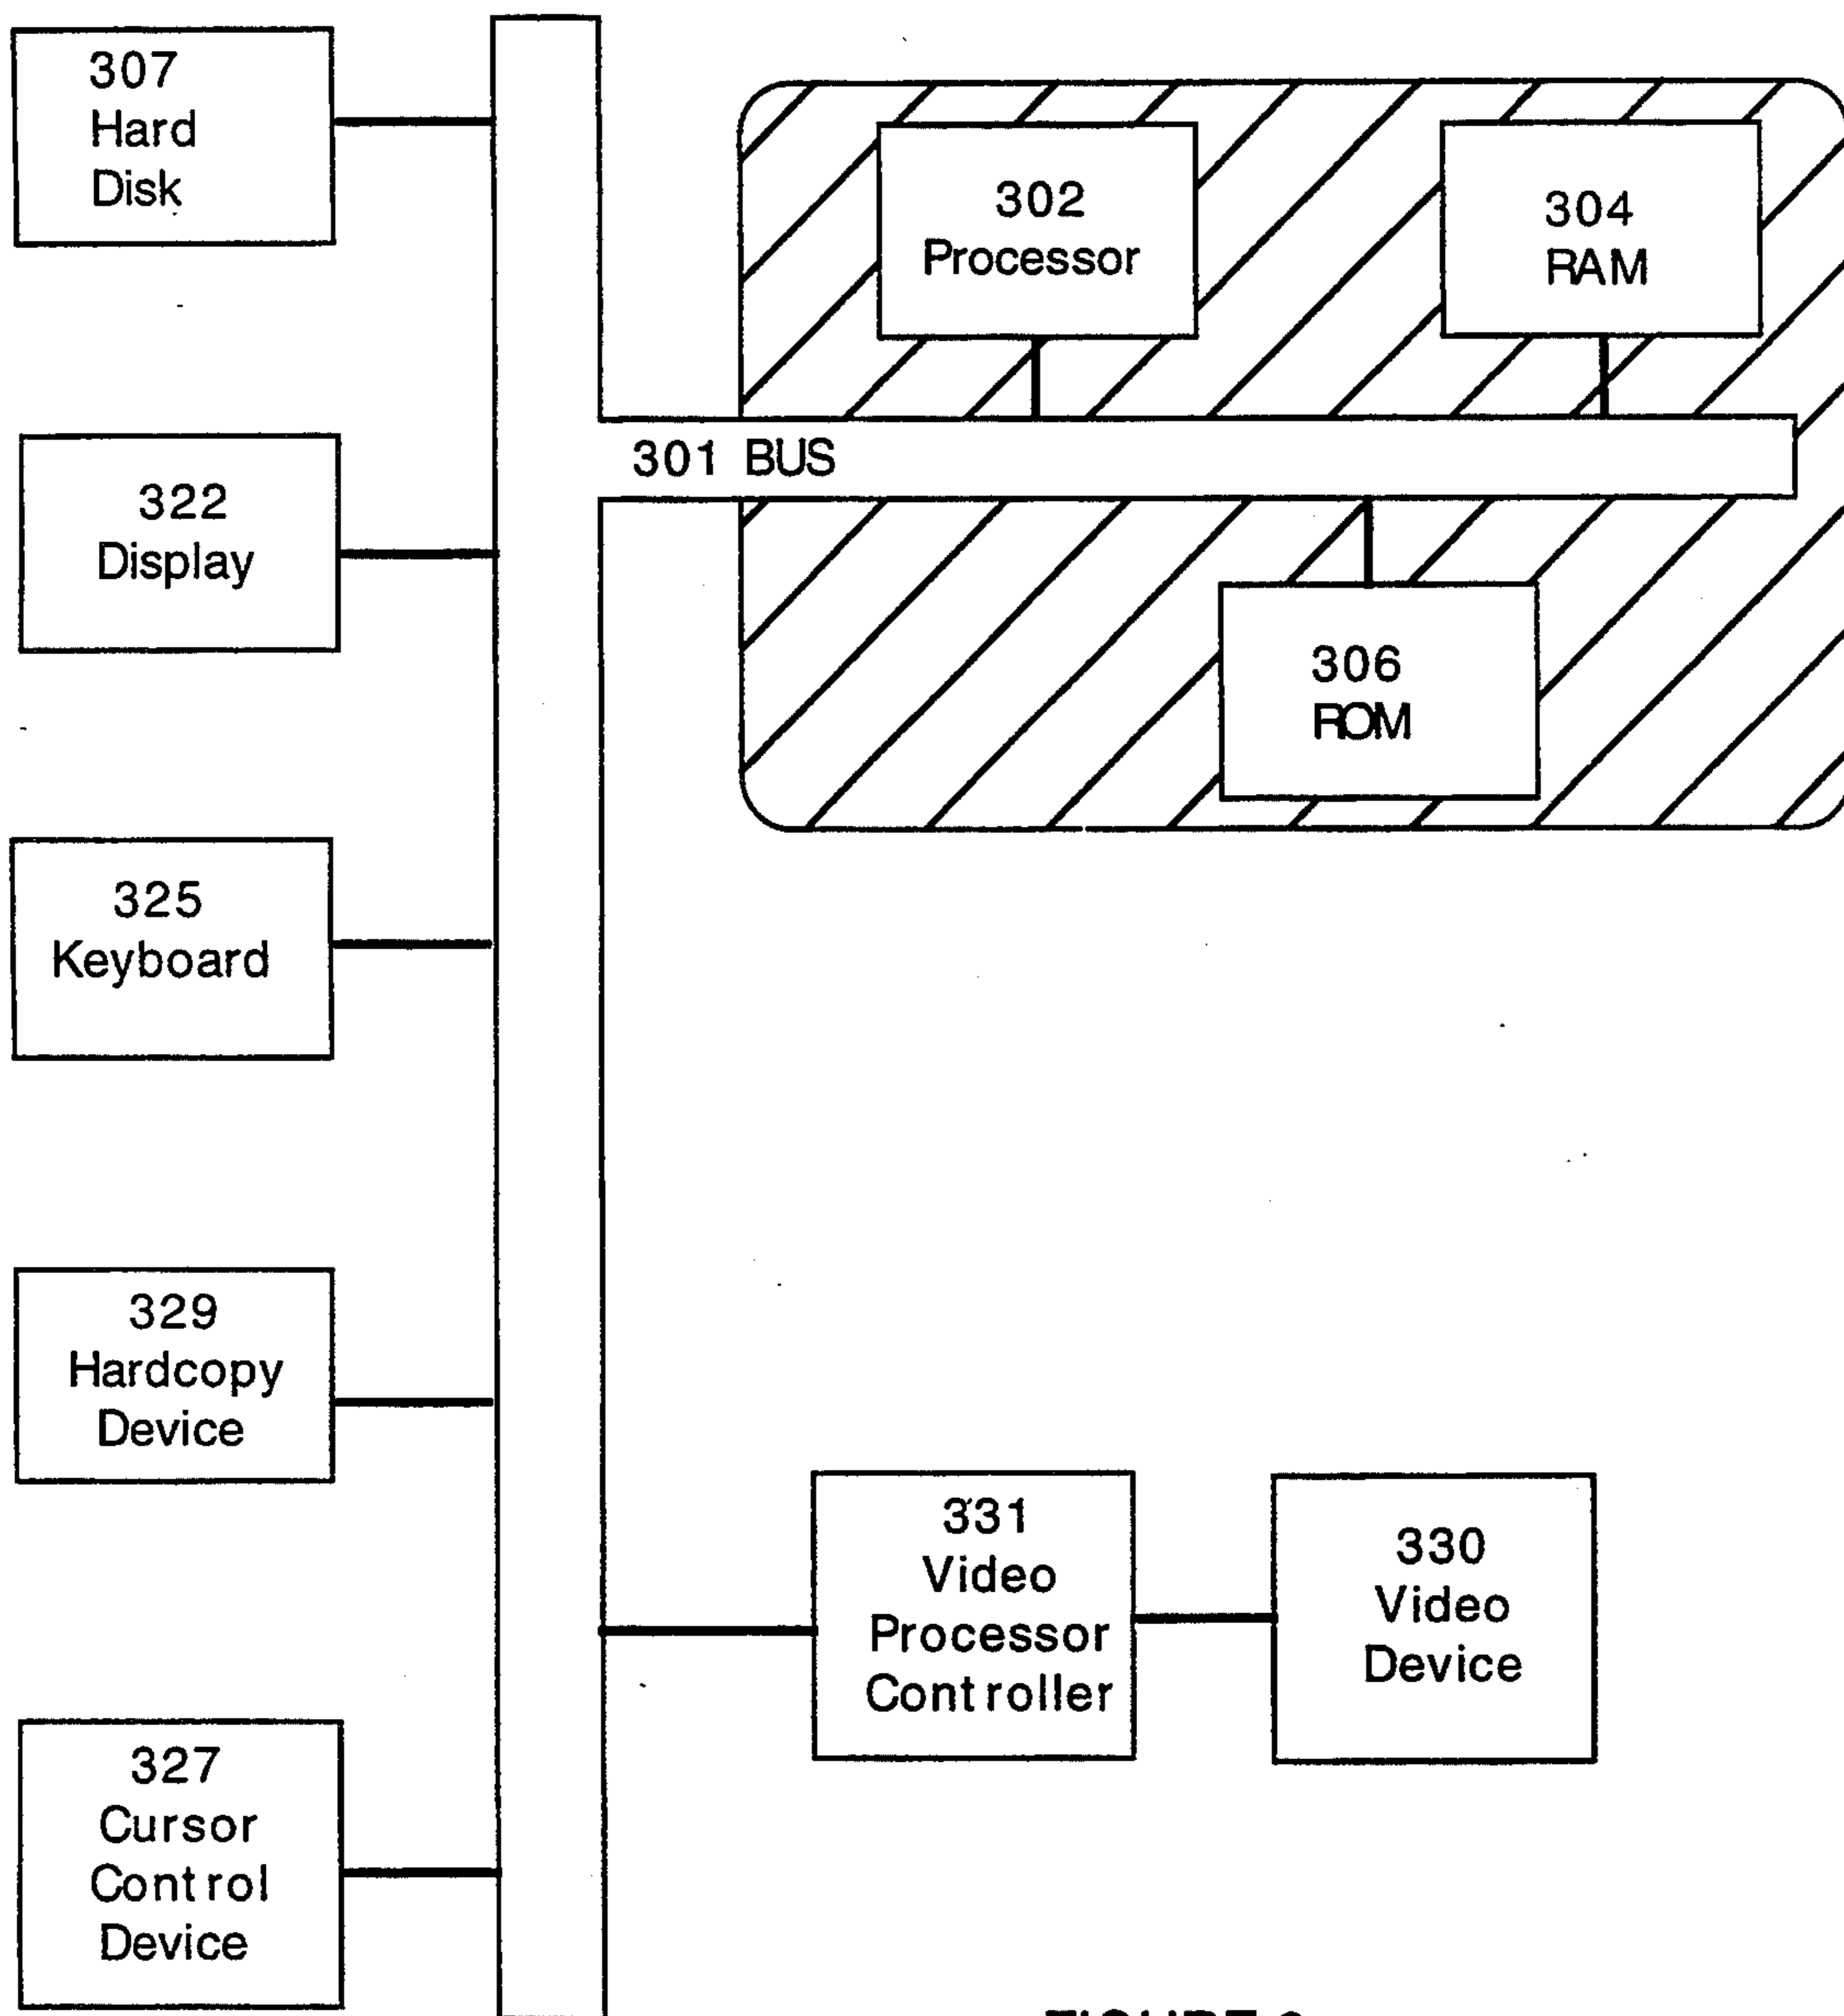 307
Hard
Disk
302
Processor
304
RAM
301 BUS
322
Display
306
ROM
325
Keyboard
329
Hardcopy
Device
331
Video
Processor
Controller
330
Video
Device
327
Cursor
Control
Device
FIGURE